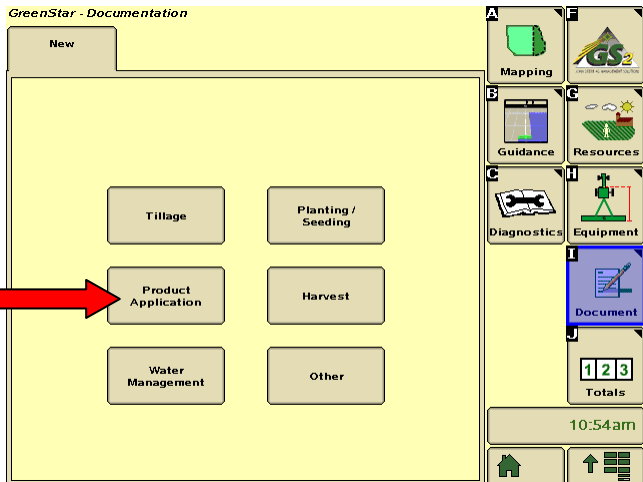 GreenStar - Documentation
New
Tillage
Planting /
Seeding
Product
Application
Harvest
Water
Management
Other
A
Mapping
F
GS2
B
Guidance
G
Resources
C
Diagnostics
H
Equipment
I
Document
J
1 2 3
Totals
10:54am